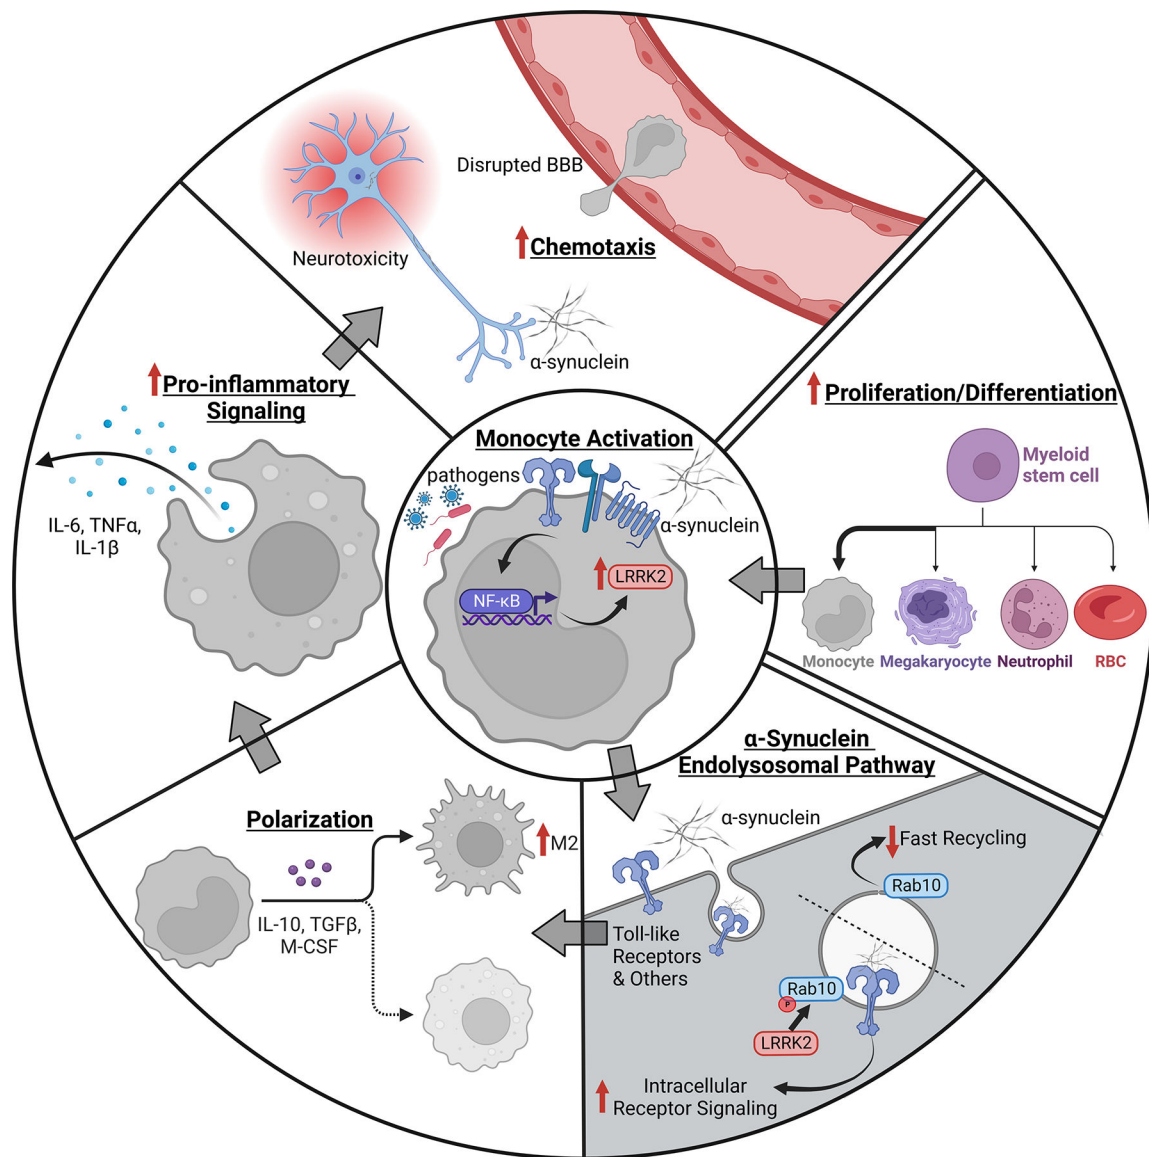 Disrupted BBB
Chemotaxis
Neurotoxicity
α-synuclein
Pro-inflammatory
Signaling
IL-6, TNFα,
IL-1β
Proliferation/Differentiation
Myeloid
stem cell
Monocyte
Megakaryocyte
Neutrophil
RBC
Monocyte Activation
pathogens
α-synuclein
LRRK2
NF-κB
α-Synuclein
Endolysosomal Pathway
α-synuclein
Fast Recycling
Rab10
Toll-like
Receptors
& Others
Rab10
P
LRRK2
Intracellular
Receptor Signaling
Polarization
M2
IL-10, TGFβ,
M-CSF